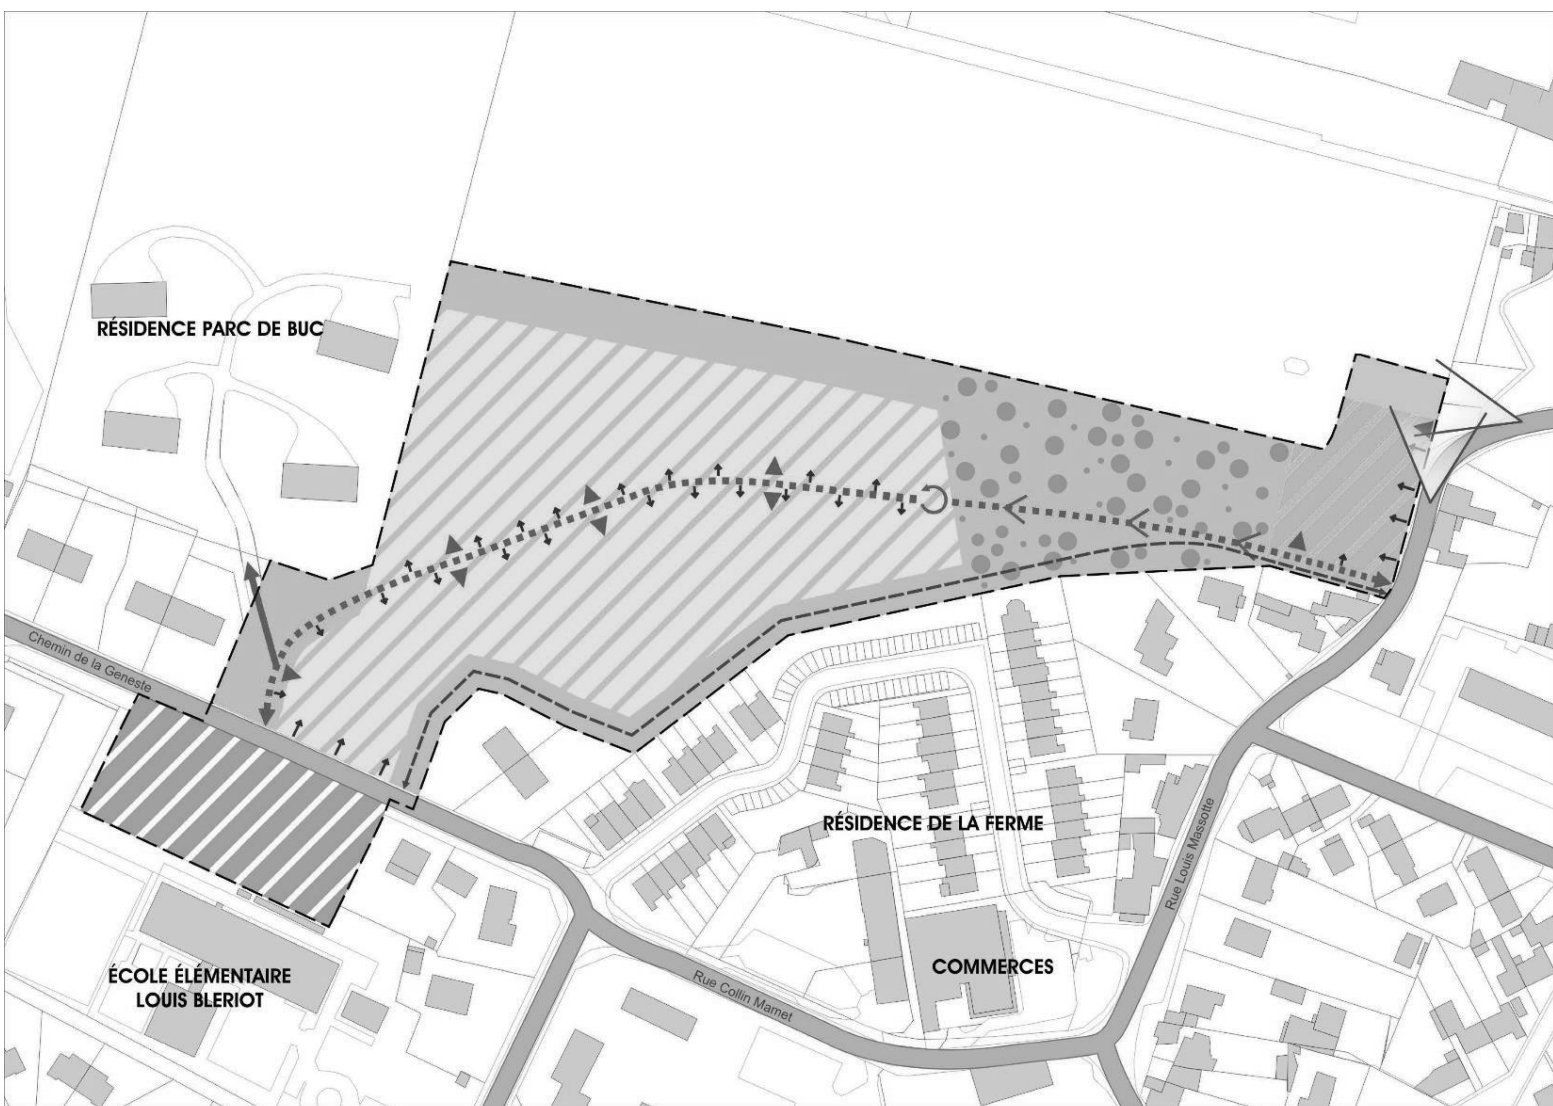 RÉSIDENCE PARC DE BUC
Chemin de la Geneste
RÉSIDENCE DE LA FERME
Rue Louis Massotte
ÉCOLE ÉLÉMENTAIRE
LOUIS BLERIOT
COMMERCES
Rue Collin Mamet